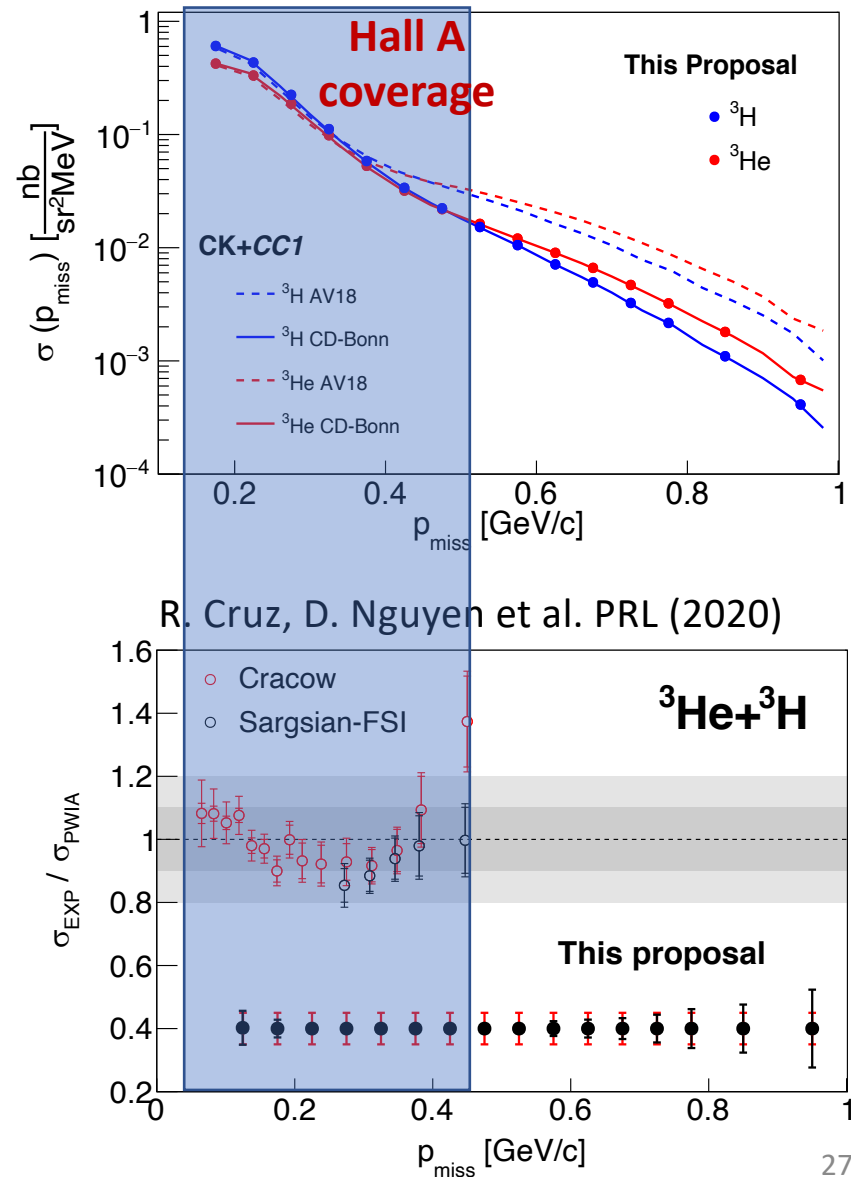 Hall A
coverage
This Proposal
³H
³He
CK+CC1
³H AV18
³H CD-Bonn
³He AV18
³He CD-Bonn
σ (p_miss) [nb/sr²MeV]
1
10⁻¹
10⁻²
10⁻³
10⁻⁴
0.2 0.4 0.6 0.8 1
p_miss [GeV/c]
R. Cruz, D. Nguyen et al. PRL (2020)
Cracow
Sargsian-FSI
³He+³H
This proposal
σ_EXP / σ_PWIA
1.6
1.4
1.2
1
0.8
0.6
0.4
0.2
0 0.2 0.4 0.6 0.8 1
p_miss [GeV/c]
27